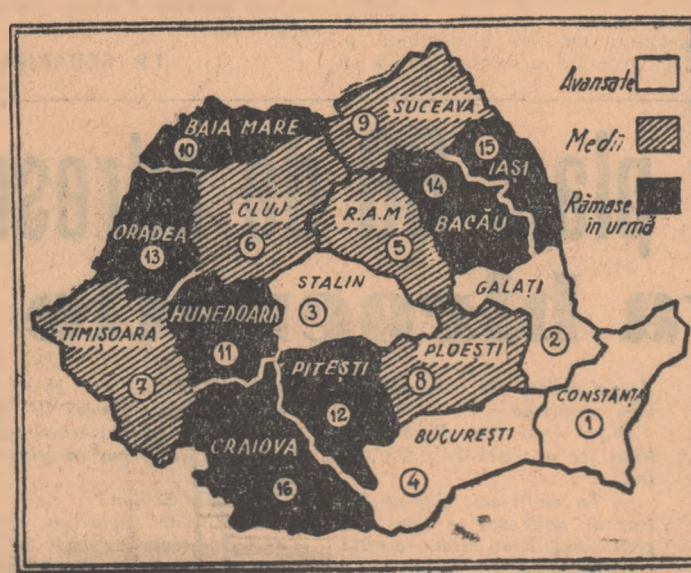 Avansate
Medii
Rămase
în urmă
SUCEAVA
9
BAIA MARE
10
15
IAȘI
14
BACĂU
CLUJ
6
R.A.M
5
ORADEA
13
STALIN
3
GALAȚI
2
HUNEDOARA
11
TIMISOARA
7
PLOEȘTI
8
PITEȘTI
12
CONSTANȚA
1
BUCUREȘTI
4
CRAIOVA
16